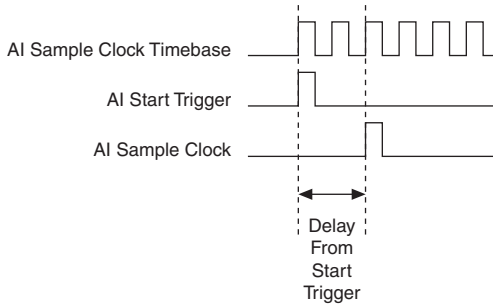 AI Sample Clock Timebase
AI Start Trigger
AI Sample Clock
Delay
From
Start
Trigger